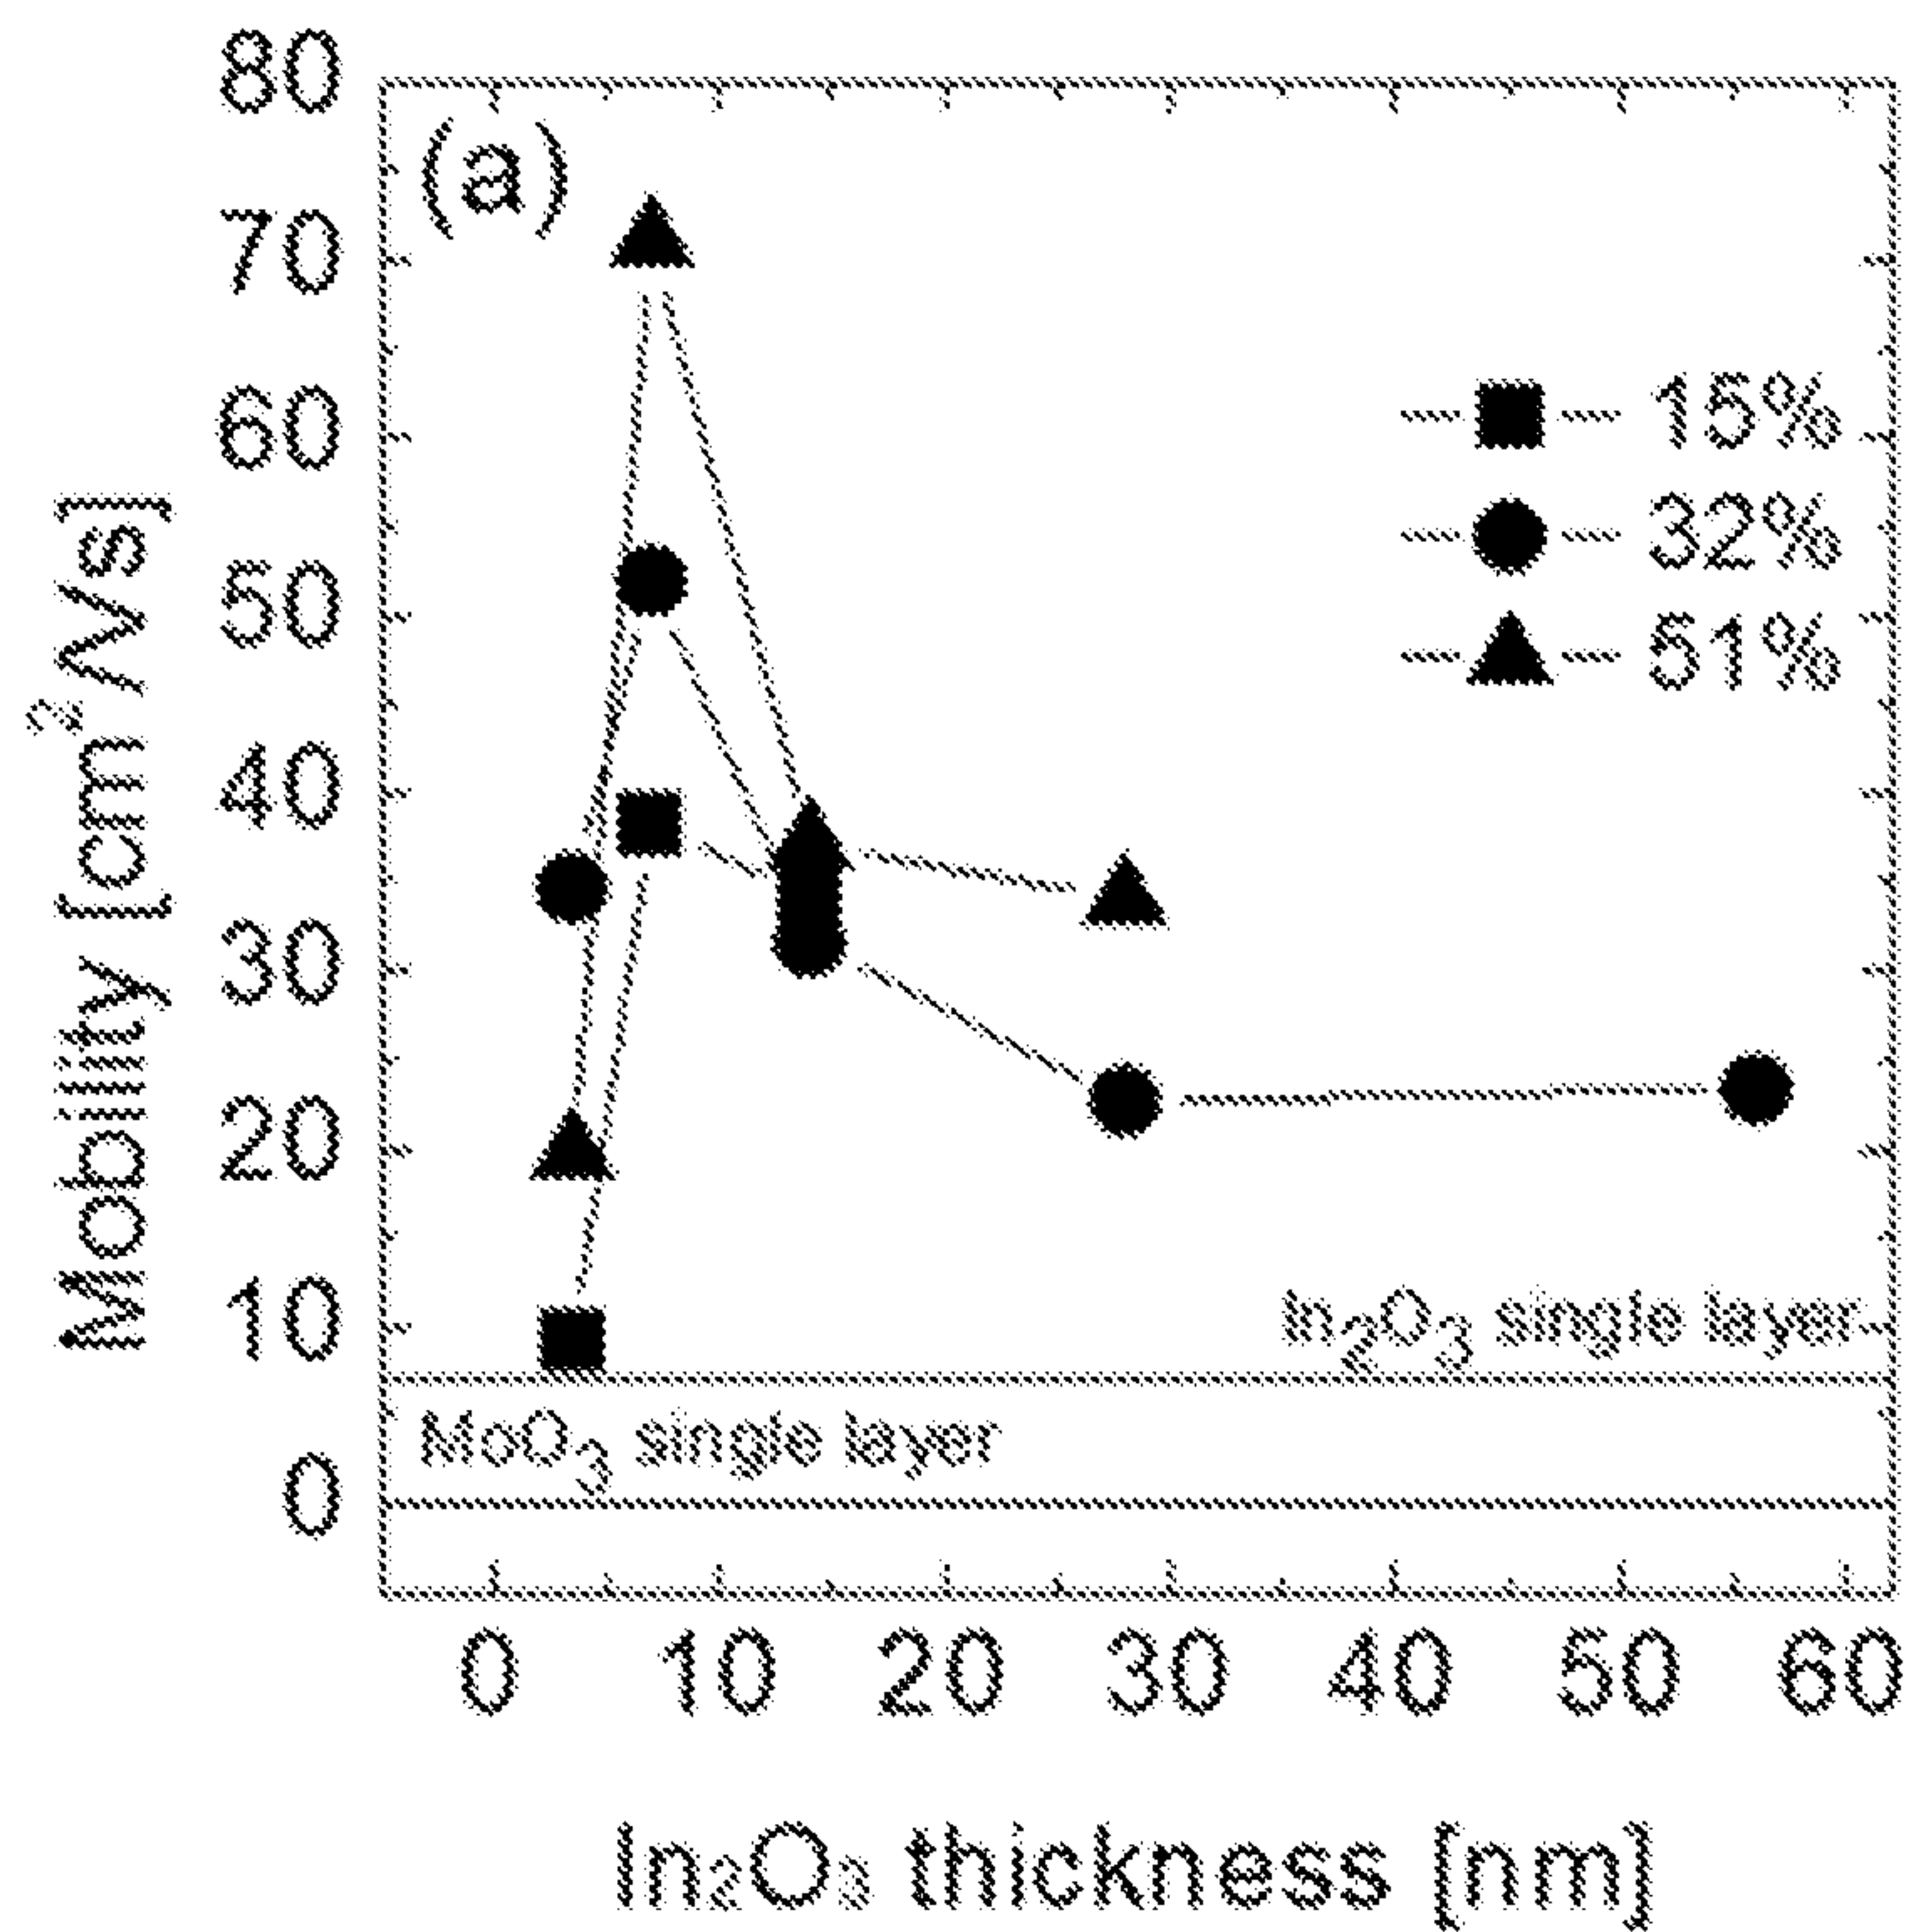 80
70
60
50
40
30
20
10
0
Mobility [cm²/Vs]
(a)
15%
32%
51%
In₂O₃ single layer
MoO₃ single layer
0 10 20 30 40 50 60
In₂O₃ thickness [nm]